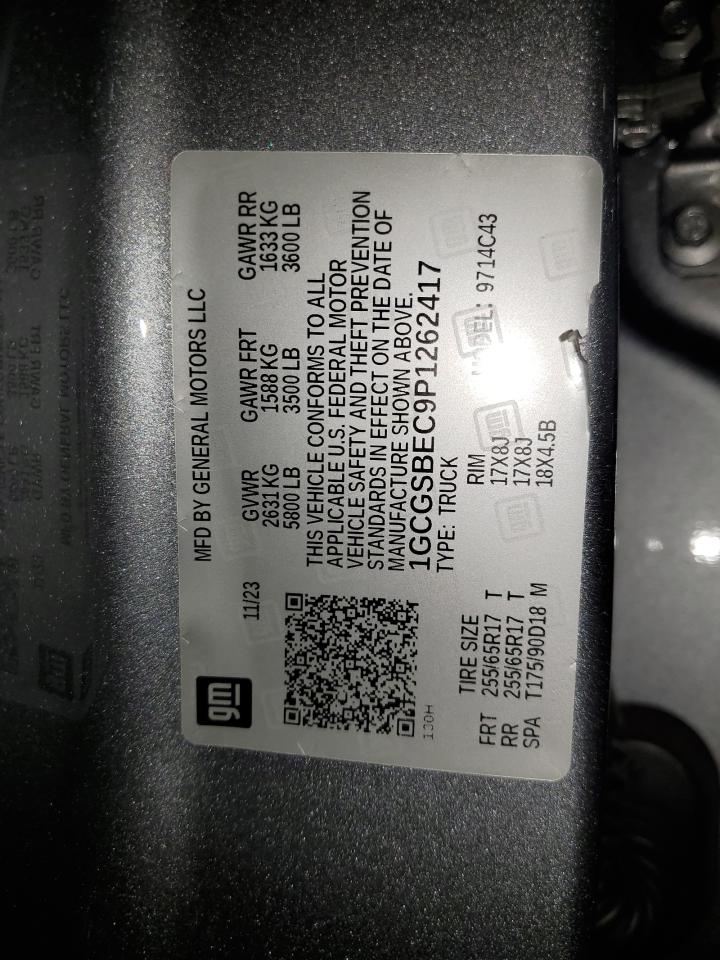 gm
11/23
MFD BY GENERAL MOTORS LLC
GVWR GAWR FRT GAWR RR
2631 KG 1588 KG 1633 KG
5800 LB 3500 LB 3600 LB
THIS VEHICLE CONFORMS TO ALL
APPLICABLE U.S. FEDERAL MOTOR
VEHICLE SAFETY AND THEFT PREVENTION
STANDARDS IN EFFECT ON THE DATE OF
MANUFACTURE SHOWN ABOVE.
1GCGSBEC9P1262417
130H
TYPE: TRUCK MODEL: 9714C43
TIRE SIZE RIM
FRT 255/65R17 T 17X8J
RR 255/65R17 T 17X8J
SPA T175/90D18 M 18X4.5B